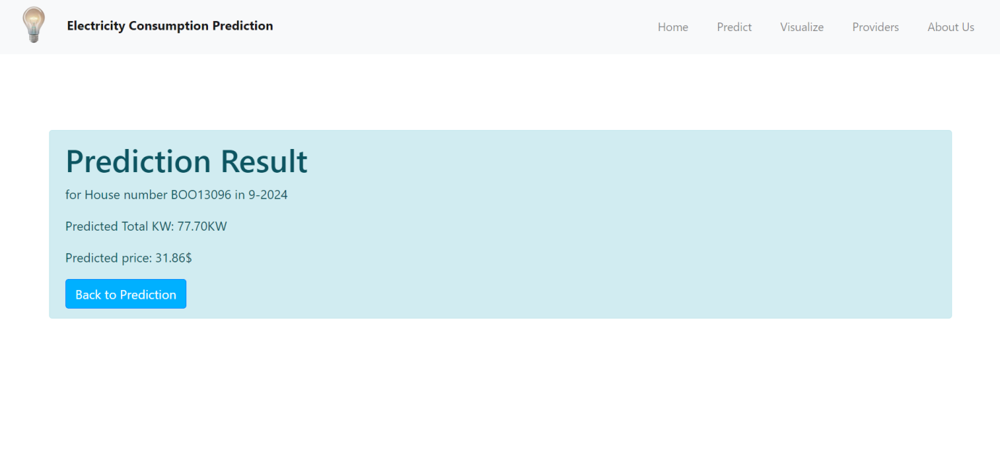 Electricity Consumption Prediction
Home Predict Visualize Providers About Us
Prediction Result
for House number BOO13096 in 9-2024
Predicted Total KW: 77.70KW
Predicted price: 31.86$
Back to Prediction